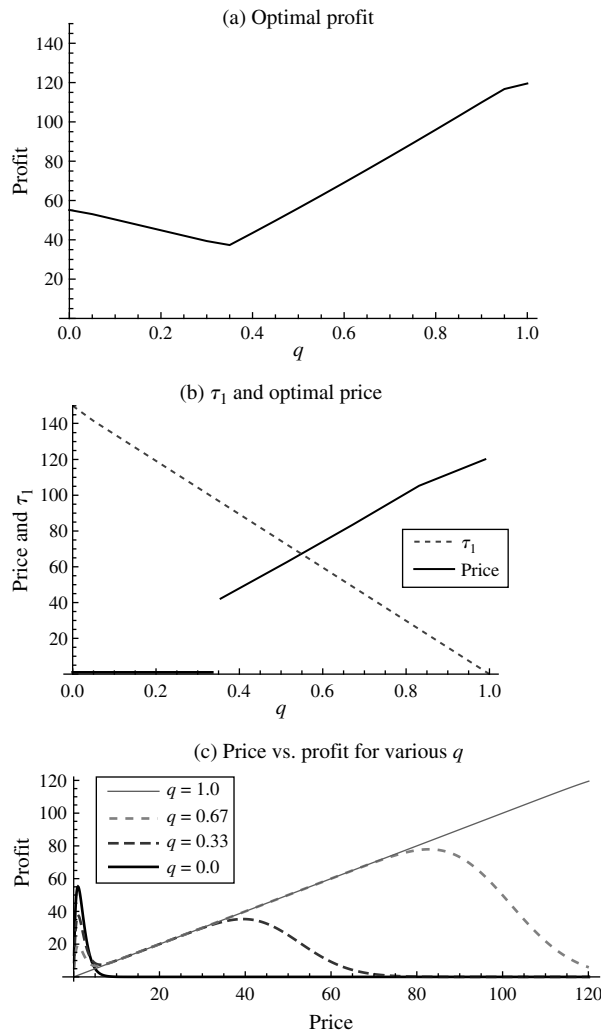 (a) Optimal profit
140
120
100
80
60
40
20
Profit
0.0 0.2 0.4 0.6 0.8 1.0
q
(b) τ1 and optimal price
140
120
100
80
60
40
20
Price and τ1
τ1
Price
0.0 0.2 0.4 0.6 0.8 1.0
q
(c) Price vs. profit for various q
120
100
80
60
40
20
Profit
q = 1.0
q = 0.67
q = 0.33
q = 0.0
20 40 60 80 100 120
Price